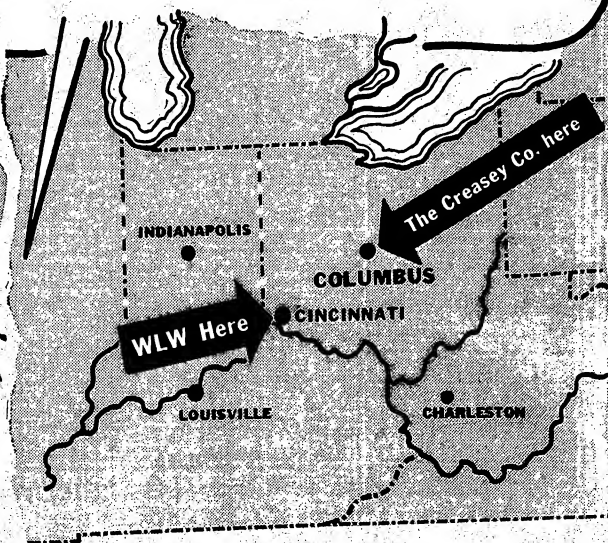 The Creasey Co. here
INDIANAPOLIS
COLUMBUS
CINCINNATI
WLW Here
LOUISVILLE
CHARLESTON